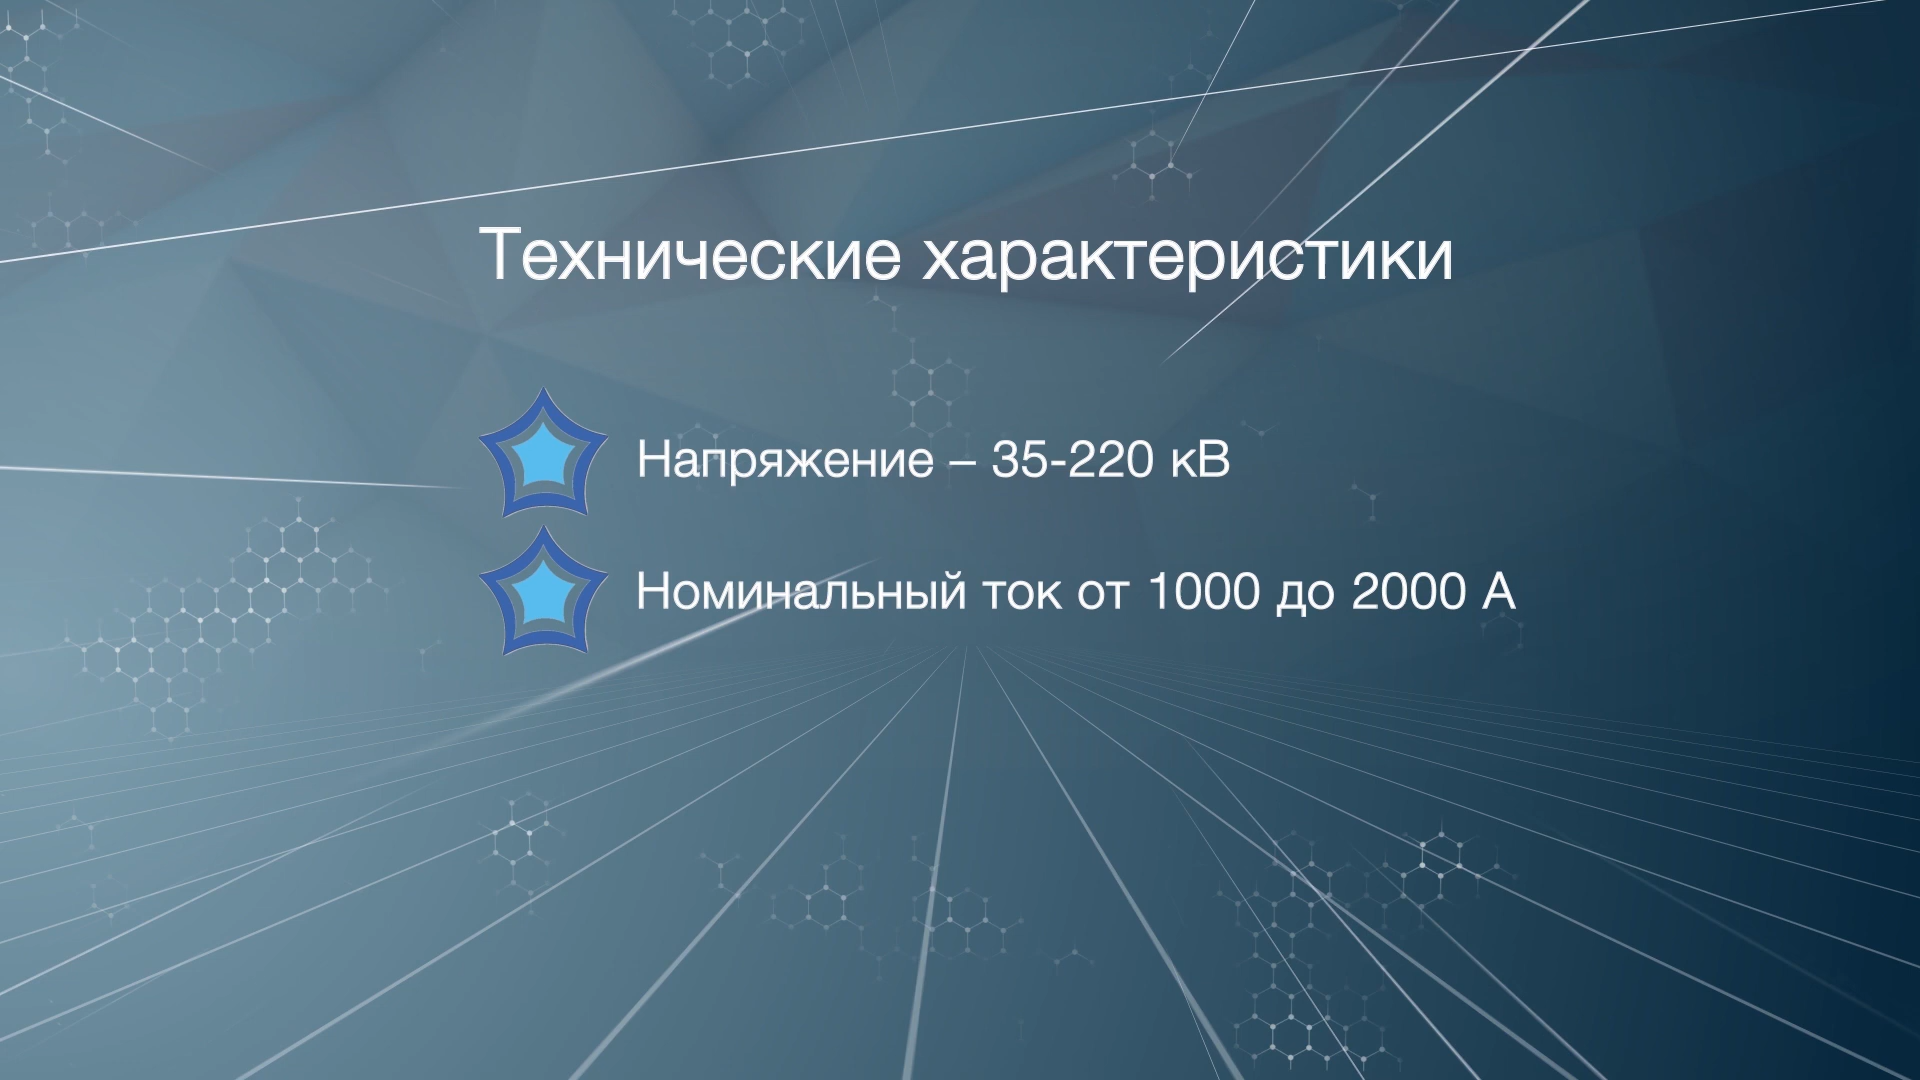 Технические характеристики
Напряжение – 35-220 кВ
Номинальный ток от 1000 до 2000 А